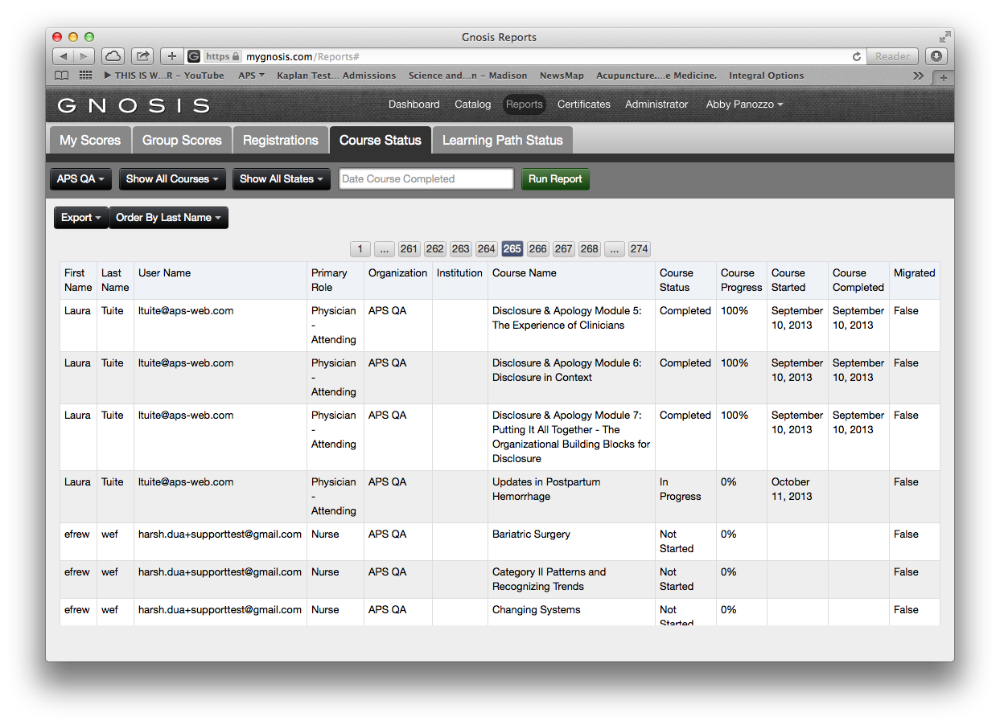 Gnosis Reports
https mygnosis.com/Reports# Reader
THIS IS W...R – YouTube APS Kaplan Test... Admissions Science and...n – Madison NewsMap Acupuncture....e Medicine. Integral Options
GNOSIS Dashboard Catalog Reports Certificates Administrator Abby Panozzo
My Scores Group Scores Registrations Course Status Learning Path Status
APS QA Show All Courses Show All States Date Course Completed Run Report
Export Order By Last Name
1 ... 261 262 263 264 265 266 267 268 ... 274
First Last User Name Primary Organization Institution Course Name Course Course Course Course Migrated
Name Name Role Status Progress Started Completed
Laura Tuite ltuite@aps-web.com Physician APS QA Disclosure & Apology Module 5: Completed 100% September September False
- The Experience of Clinicians 10, 2013 10, 2013
Attending
Laura Tuite ltuite@aps-web.com Physician APS QA Disclosure & Apology Module 6: Completed 100% September September False
- Disclosure in Context 10, 2013 10, 2013
Attending
Laura Tuite ltuite@aps-web.com Physician APS QA Disclosure & Apology Module 7: Completed 100% September September False
- Putting It All Together - The 10, 2013 10, 2013
Attending Organizational Building Blocks for
Disclosure
Laura Tuite ltuite@aps-web.com Physician APS QA Updates in Postpartum In 0% October False
- Hemorrhage Progress 11, 2013
Attending
efrew wef harsh.dua+supporttest@gmail.com Nurse APS QA Bariatric Surgery Not 0% False
Started
efrew wef harsh.dua+supporttest@gmail.com Nurse APS QA Category II Patterns and Not 0% False
Recognizing Trends Started
efrew wef harsh.dua+supporttest@gmail.com Nurse APS QA Changing Systems Not 0% False
Started